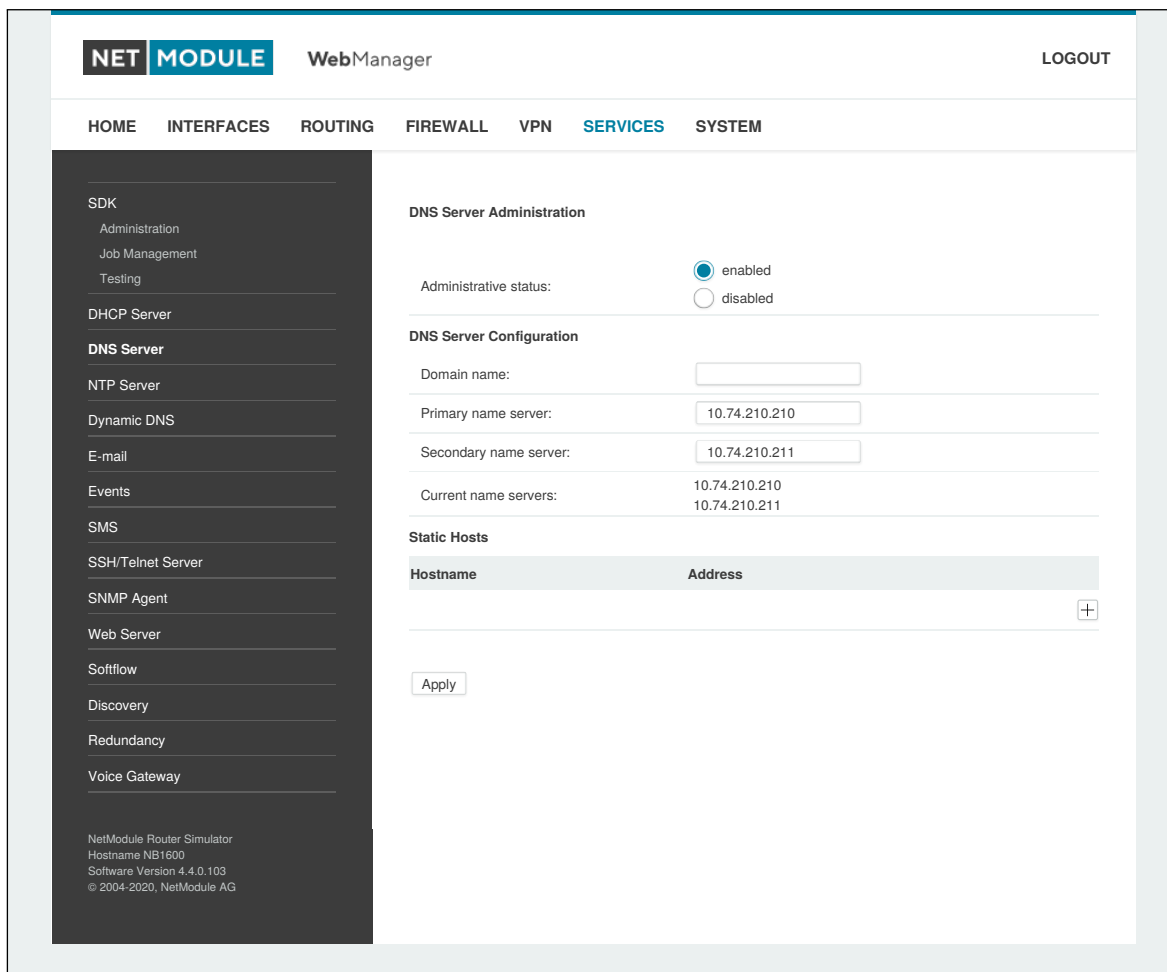 NET MODULE WebManager LOGOUT
HOME INTERFACES ROUTING FIREWALL VPN SERVICES SYSTEM
SDK
Administration
Job Management
Testing
DHCP Server
DNS Server
NTP Server
Dynamic DNS
E-mail
Events
SMS
SSH/Telnet Server
SNMP Agent
Web Server
Softflow
Discovery
Redundancy
Voice Gateway
NetModule Router Simulator
Hostname NB1600
Software Version 4.4.0.103
© 2004-2020, NetModule AG
DNS Server Administration
Administrative status:
enabled
disabled
DNS Server Configuration
Domain name:
Primary name server: 10.74.210.210
Secondary name server: 10.74.210.211
Current name servers:
10.74.210.210
10.74.210.211
Static Hosts
Hostname Address
Apply